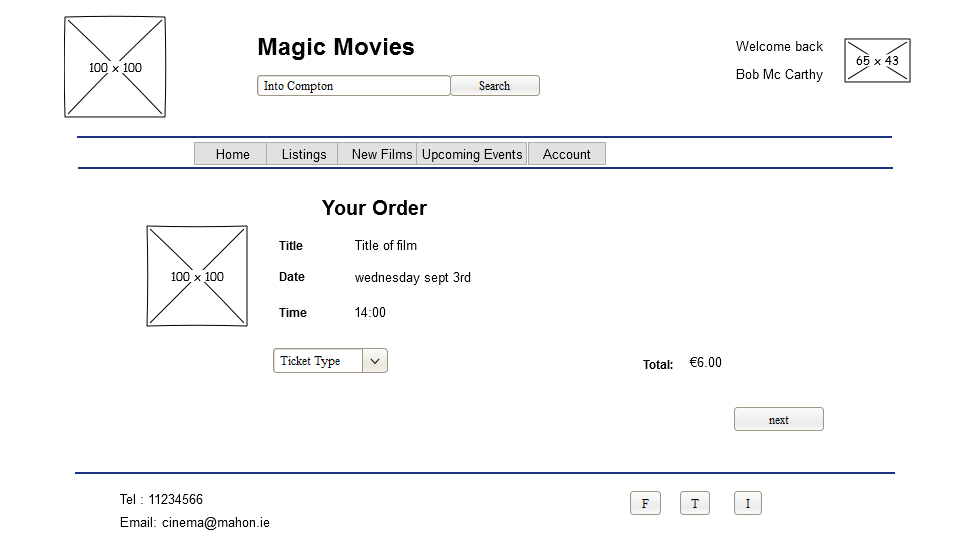 100 x 100
Magic Movies
Into Compton
Search
Welcome back
Bob Mc Carthy
65 x 43
Home
Listings
New Films
Upcoming Events
Account
Your Order
100 x 100
Title Title of film
Date wednesday sept 3rd
Time 14:00
Ticket Type
Total: €6.00
next
Tel : 11234566
Email: cinema@mahon.ie
F
T
I